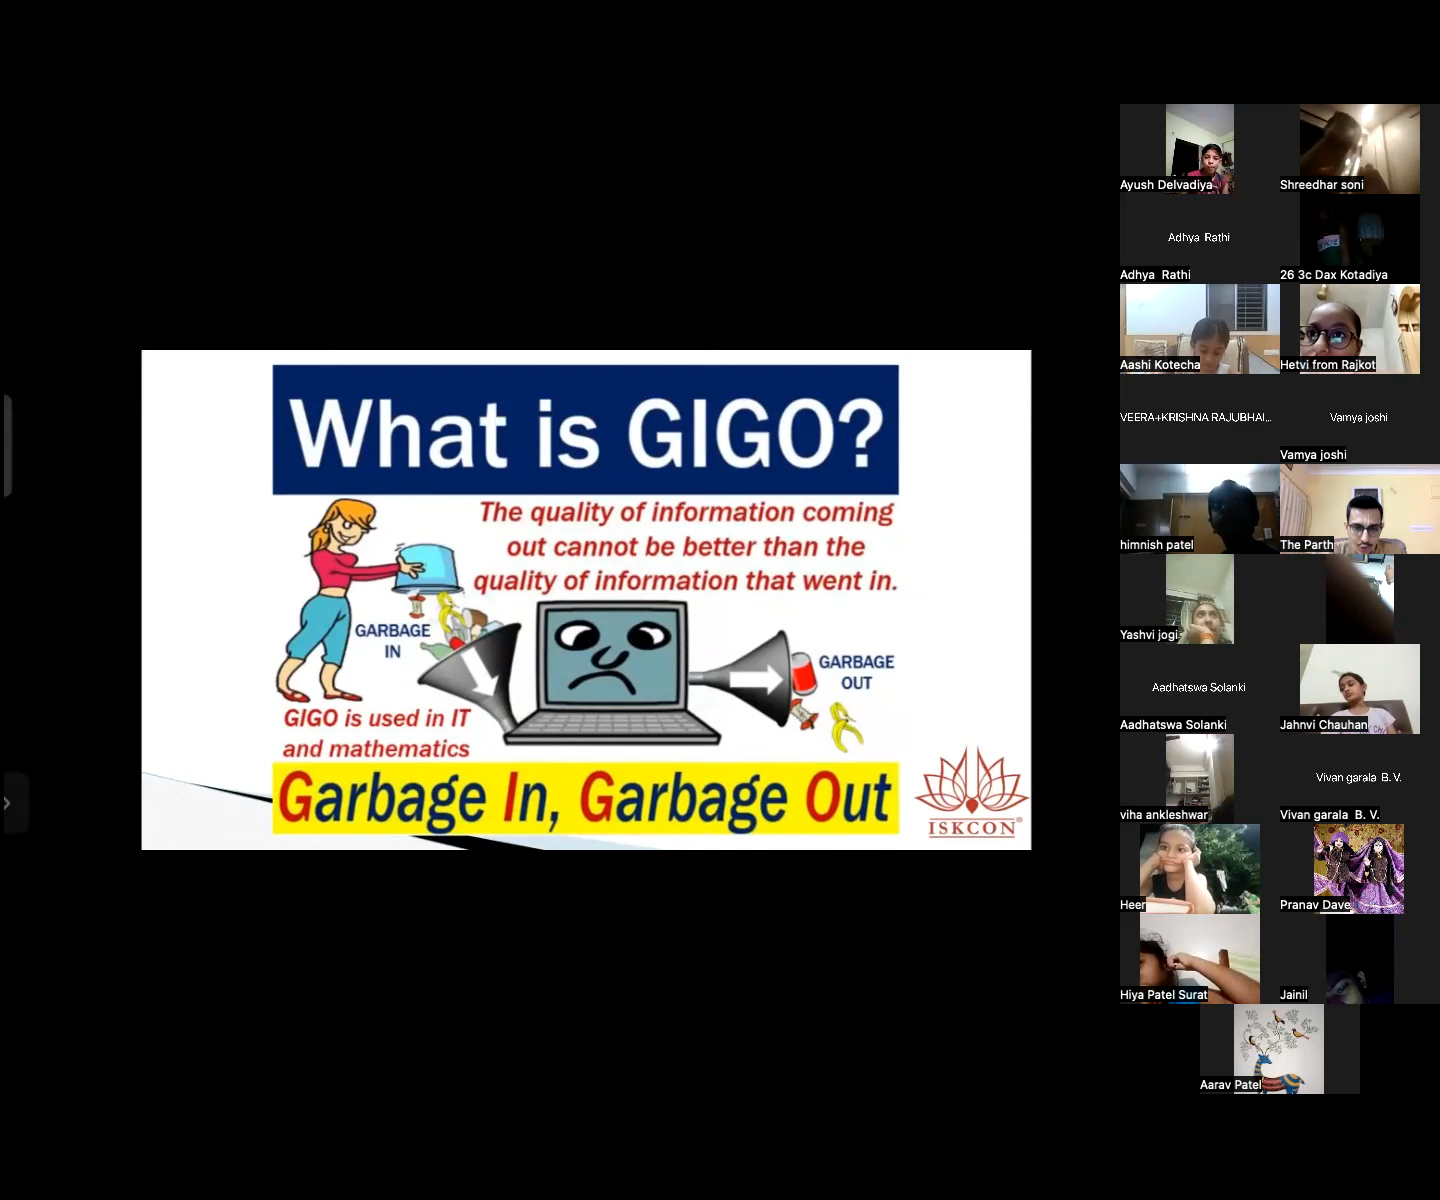 What is GIGO?
The quality of information coming
out cannot be better than the
quality of information that went in.
GARBAGE
IN
GARBAGE
OUT
GIGO is used in IT
and mathematics
Garbage In, Garbage Out
ISKCON
Ayush Delvadiya
Shreedhar soni
Adhya Rathi
Adhya Rathi
26 3c Dax Kotadiya
Aashi Kotecha
Hetvi from Rajkot
VEERA+KRISHNA RAJUBHAI...
Vamya joshi
Vamya joshi
himnish patel
The Parth
Yashvi jogi
Aadhatswa Solanki
Aadhatswa Solanki
Jahnvi Chauhan
viha ankleshwar
Vivan garala B. V.
Vivan garala B. V.
Heer
Pranav Dave
Hiya Patel Surat
Jainil
Aarav Patel